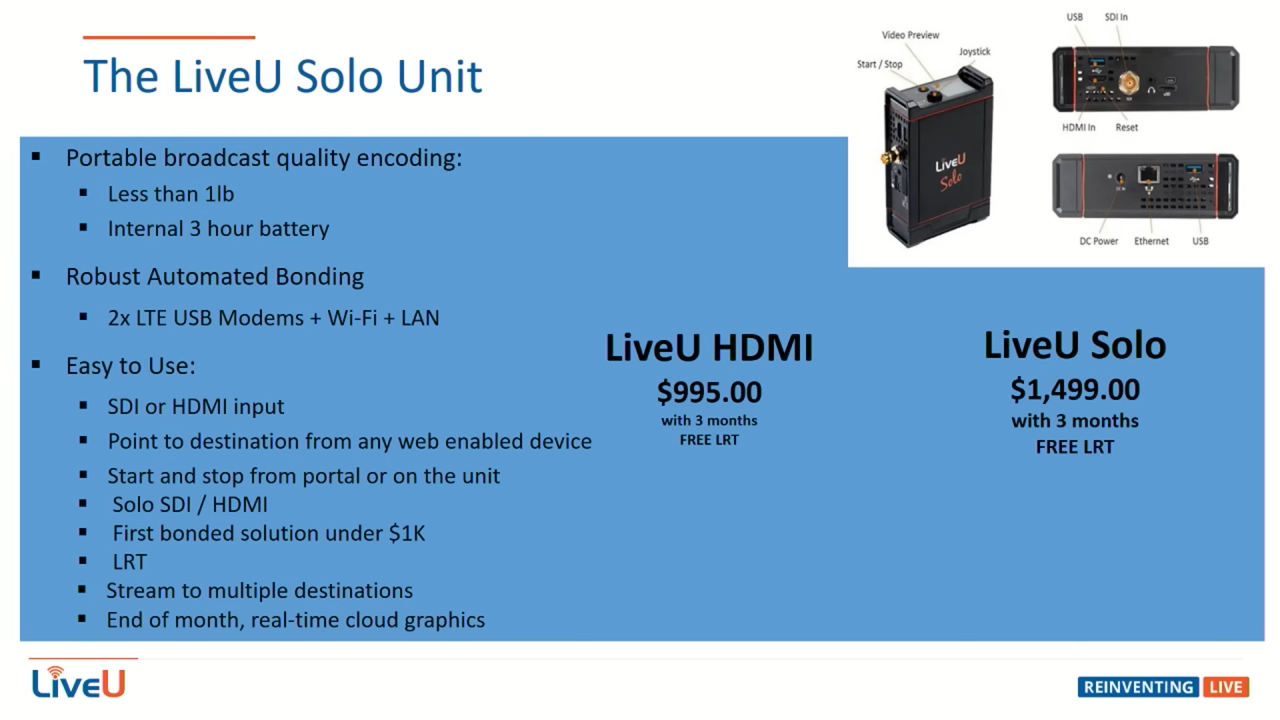 The LiveU Solo Unit
Portable broadcast quality encoding:
Less than 1lb
Internal 3 hour battery
Robust Automated Bonding
2x LTE USB Modems + Wi-Fi + LAN
Easy to Use:
SDI or HDMI input
Point to destination from any web enabled device
Start and stop from portal or on the unit
Solo SDI / HDMI
First bonded solution under $1K
LRT
Stream to multiple destinations
End of month, real-time cloud graphics
LiveU HDMI
$995.00
with 3 months
FREE LRT
LiveU Solo
$1,499.00
with 3 months
FREE LRT
Video Preview
Joystick
Start / Stop
LiveU
Solo
USB
SDI In
HDMI In
Reset
DC Power
Ethernet
USB
LiveU
REINVENTING LIVE